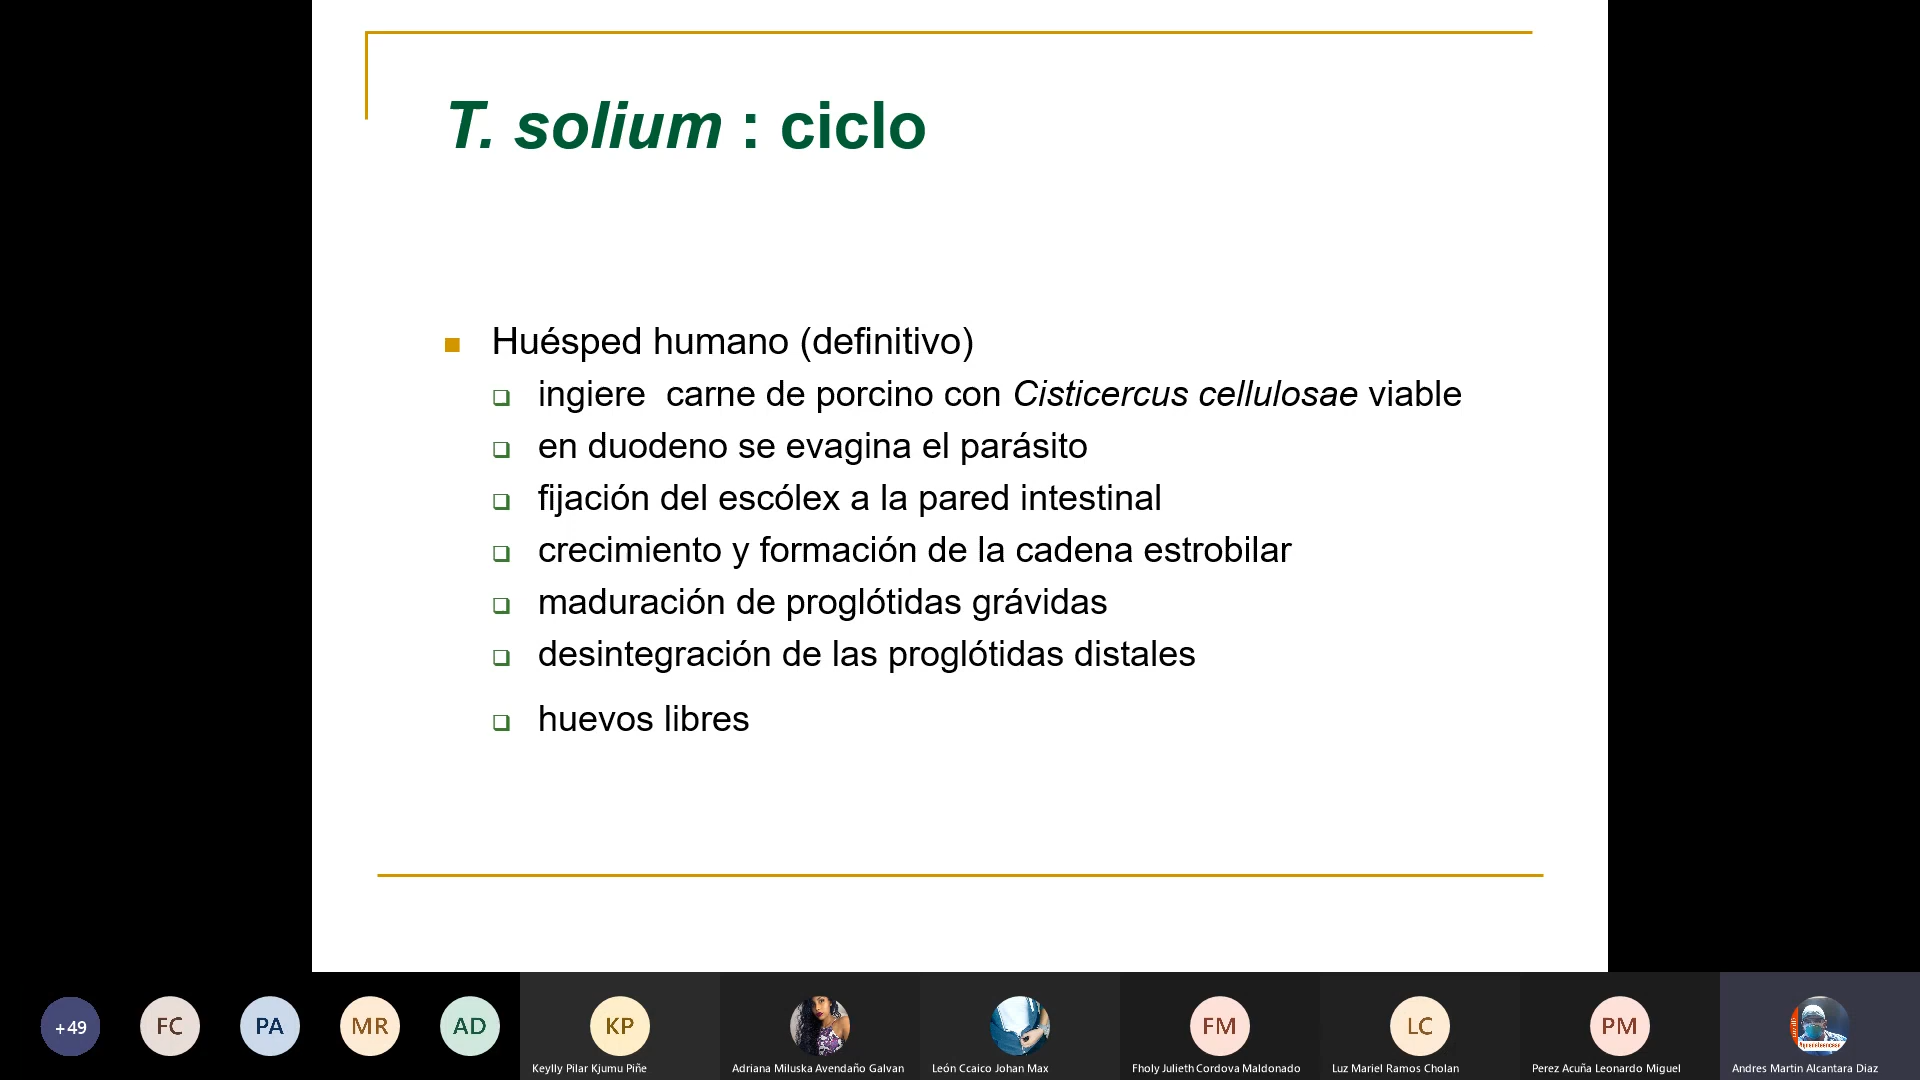 T. solium : ciclo
Huésped humano (definitivo)
ingiere carne de porcino con Cisticercus cellulosae viable
en duodeno se evagina el parásito
fijación del escólex a la pared intestinal
crecimiento y formación de la cadena estrobilar
maduración de proglótidas grávidas
desintegración de las proglótidas distales
huevos libres
+49
FC
PA
MR
AD
KP
FM
LC
PM
Keylly Pilar Kjumu Piñe
Adriana Miluska Avendaño Galvan
León Ccaico Johan Max
Fholy Julieth Cordova Maldonado
Luz Mariel Ramos Cholan
Perez Acuña Leonardo Miguel
Andres Martin Alcantara Diaz